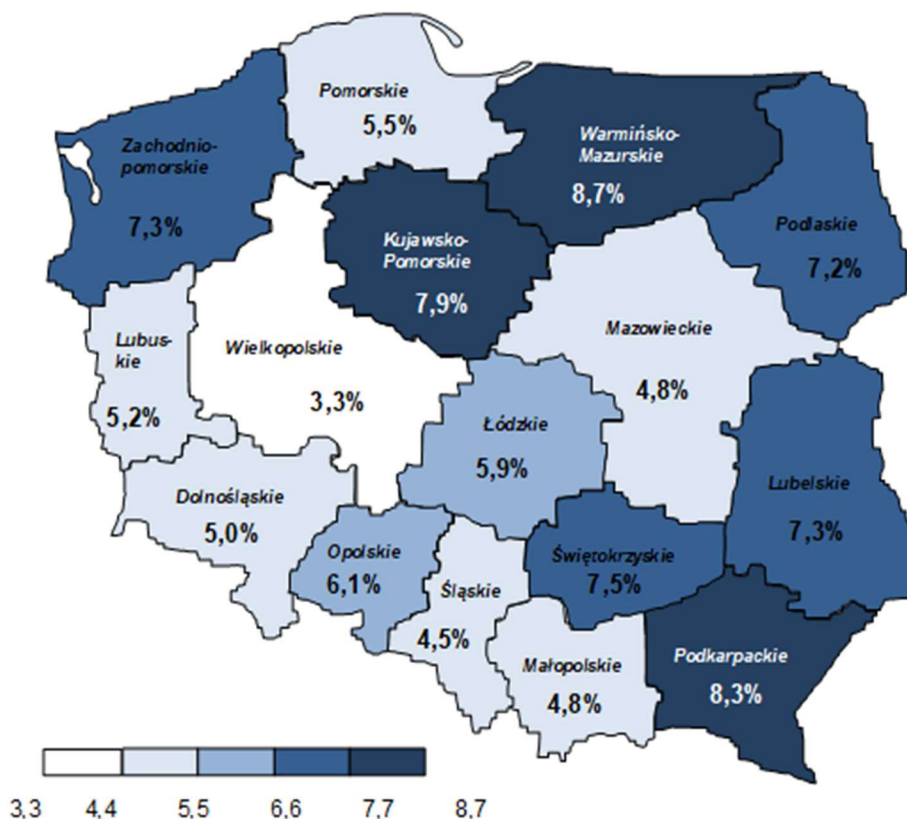 Pomorskie
5,5%
Warmińsko-
Mazurskie
8,7%
Zachodnio-
pomorskie
7,3%
Podlaskie
7,2%
Kujawsko-
Pomorskie
7,9%
Mazowieckie
4,8%
Lubus-
kie
5,2%
Wielkopolskie
3,3%
Łódzkie
5,9%
Lubelskie
7,3%
Dolnośląskie
5,0%
Opolskie
6,1%
Śląskie
4,5%
Świętokrzyskie
7,5%
Małopolskie
4,8%
Podkarpackie
8,3%
3,3 4,4 5,5 6,6 7,7 8,7